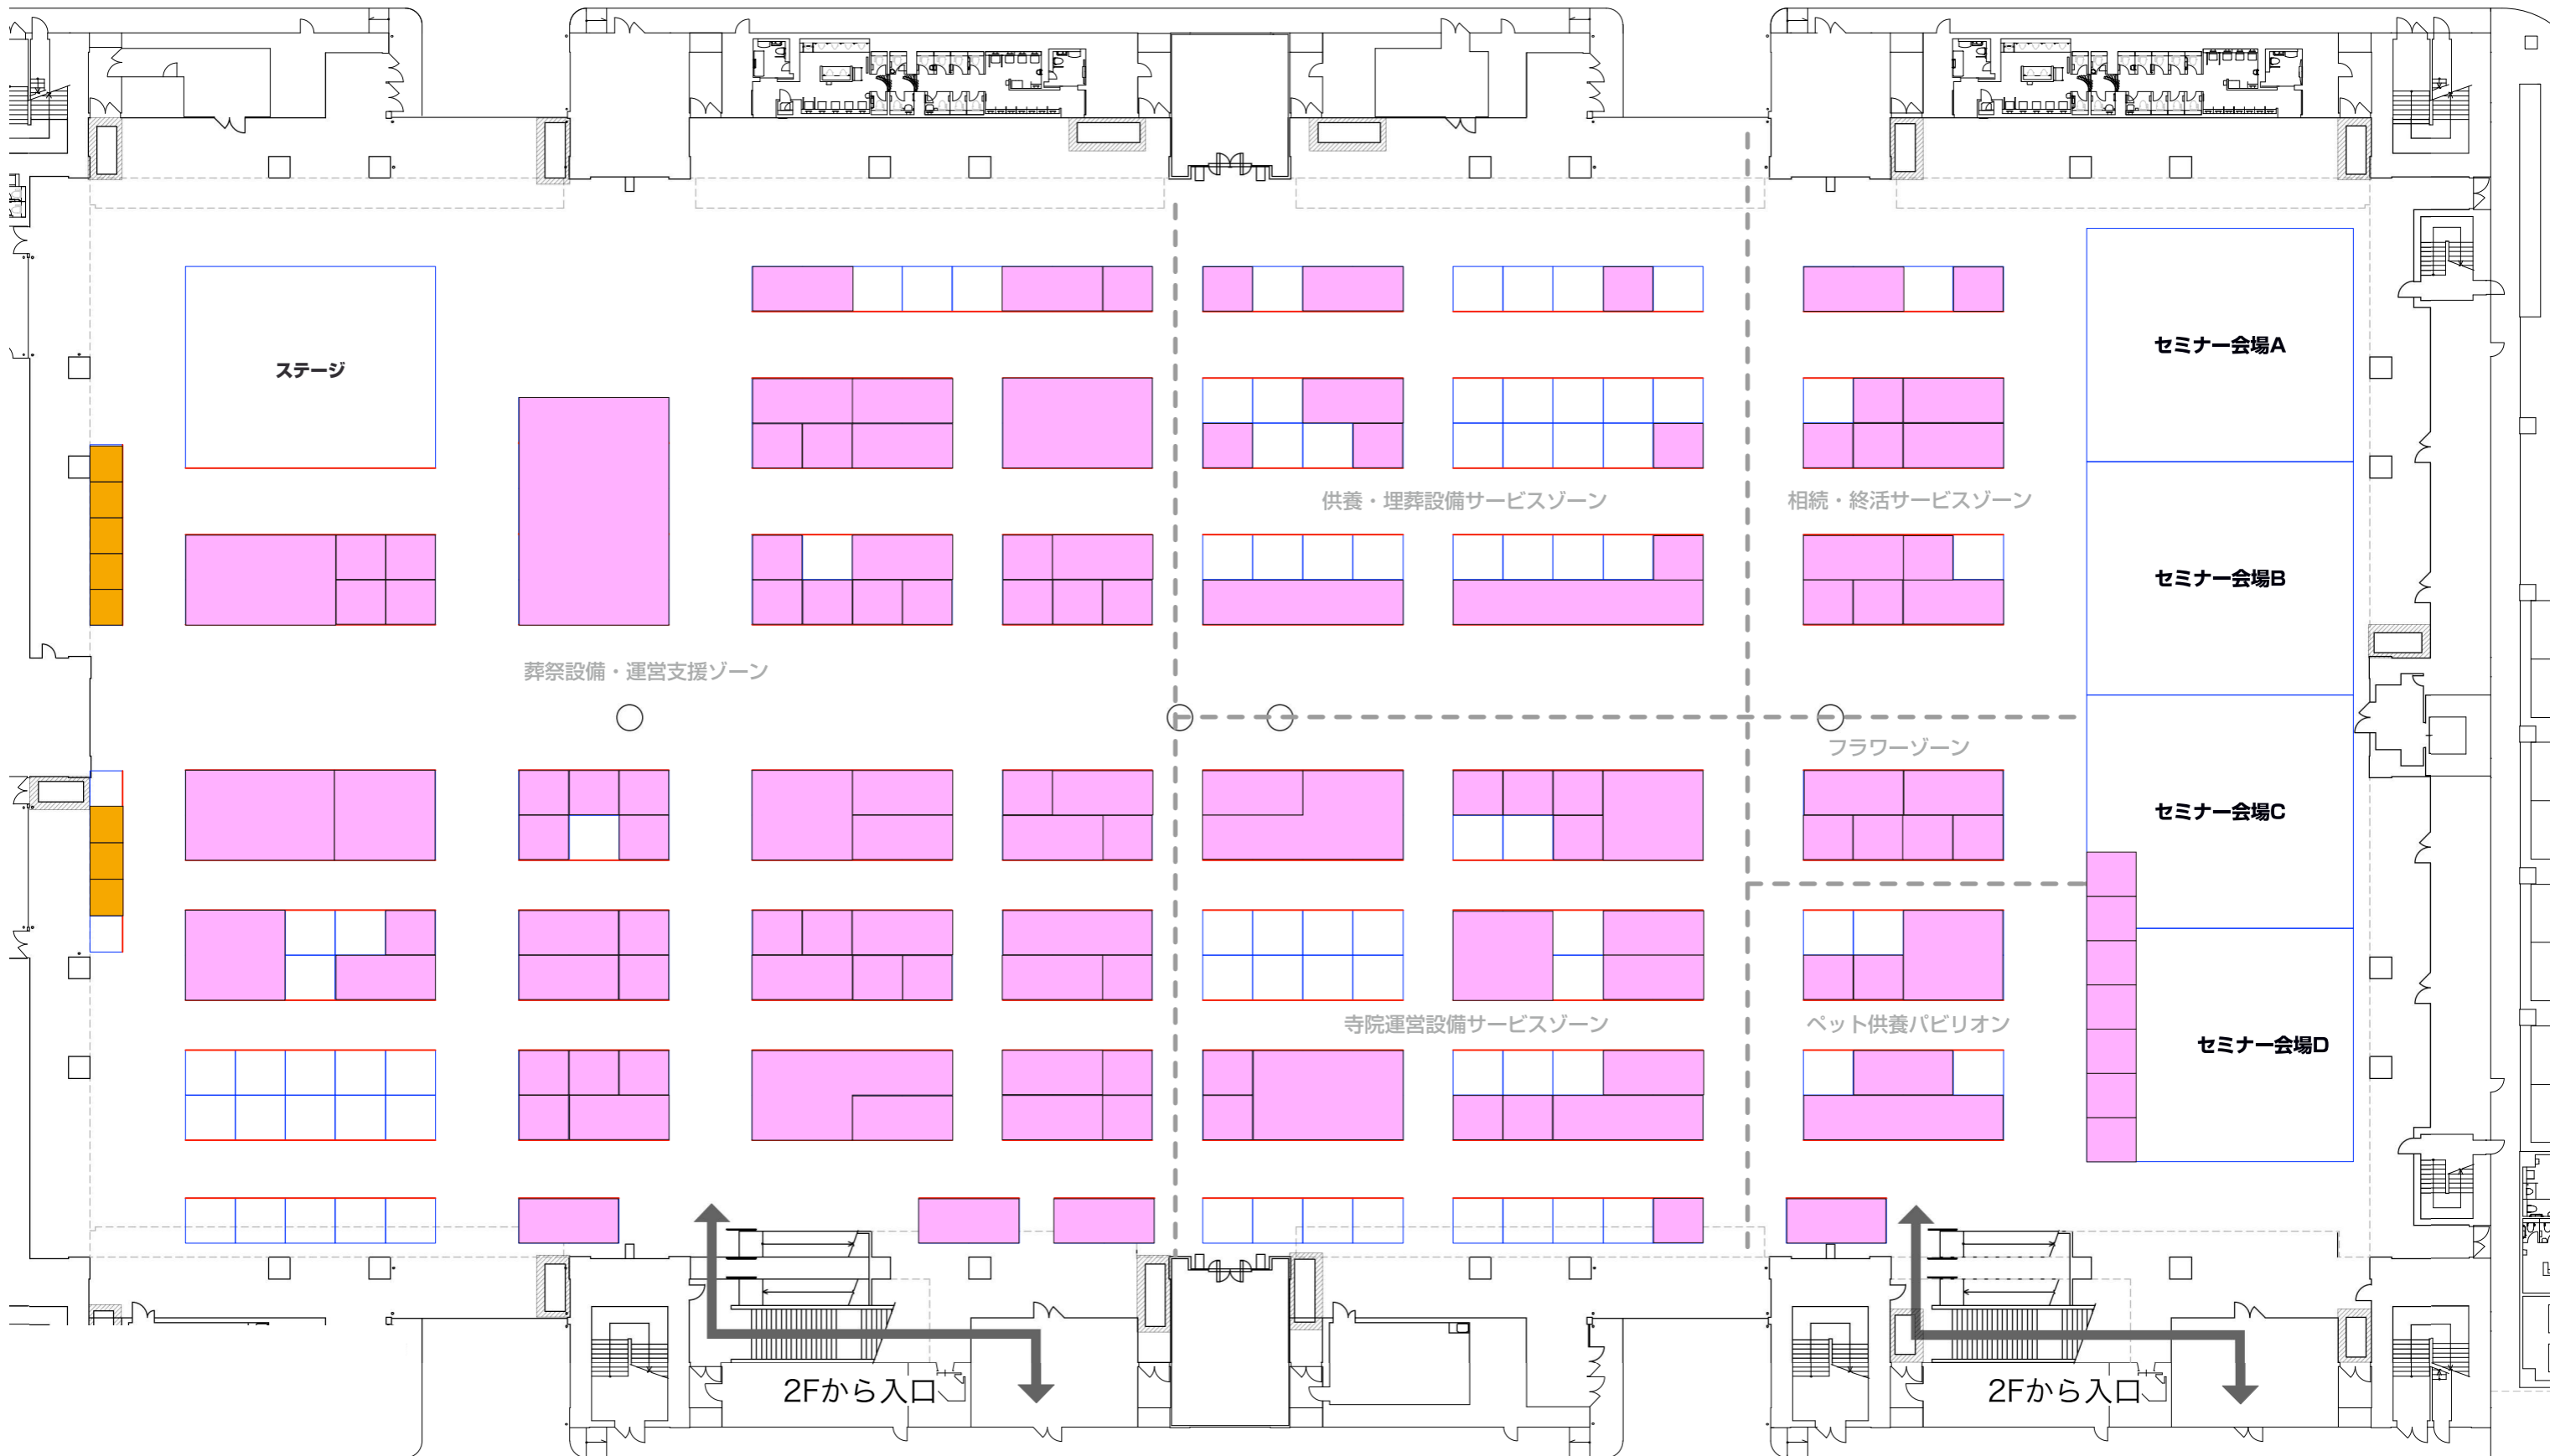 ステージ
セミナー会場A
供養・埋葬設備サービスゾーン
相続・終活サービスゾーン
セミナー会場B
葬祭設備・運営支援ゾーン
フラワーゾーン
セミナー会場C
寺院運営設備サービスゾーン
ペット供養パビリオン
セミナー会場D
2Fから入口
2Fから入口